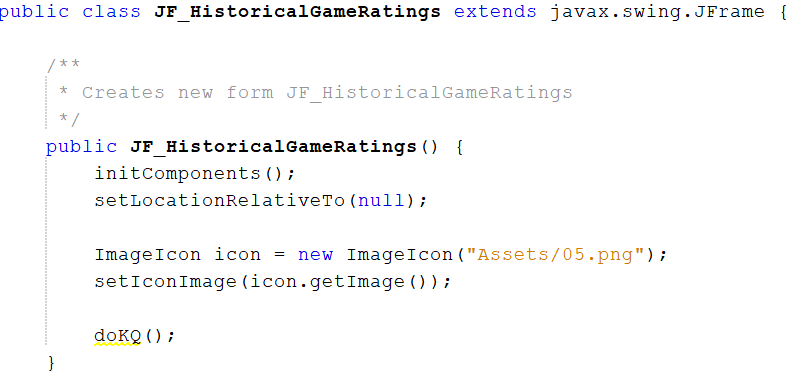 public class JF_HistoricalGameRatings extends javax.swing.JFrame {
/**
* Creates new form JF_HistoricalGameRatings
*/
public JF_HistoricalGameRatings() {
initComponents();
setLocationRelativeTo(null);
ImageIcon icon = new ImageIcon("Assets/05.png");
setIconImage(icon.getImage());
doKQ();
}